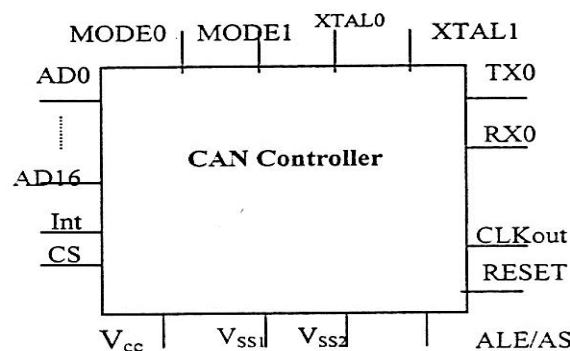 MODE0 MODE1 XTAL0 XTAL1
AD0 TX0
RX0
CAN Controller
AD16
Int
CS
CLKout
RESET
Vcc VSS1 VSS2 ALE/AS